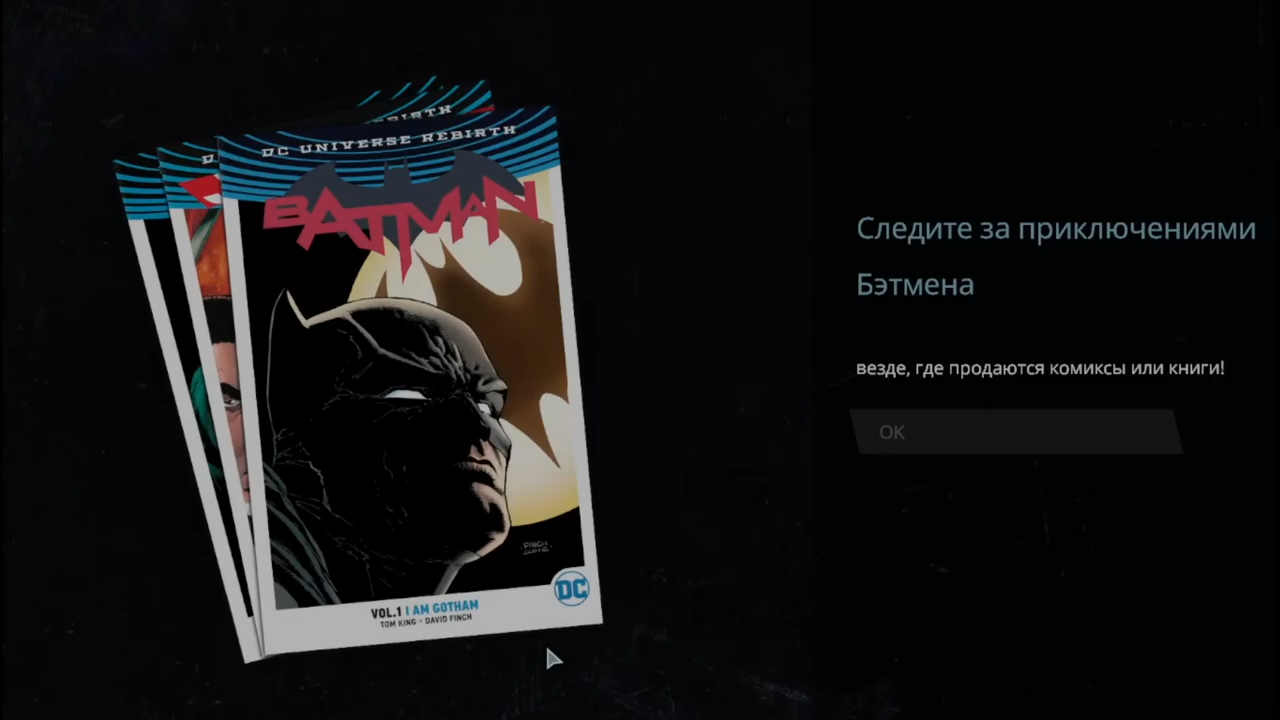 DC UNIVERSE REBIRTH
BATMAN
FINCH
VOL.1 I AM GOTHAM
TOM KING - DAVID FINCH
DC
Следите за приключениями
Бэтмена
везде, где продаются комиксы или книги!
OK